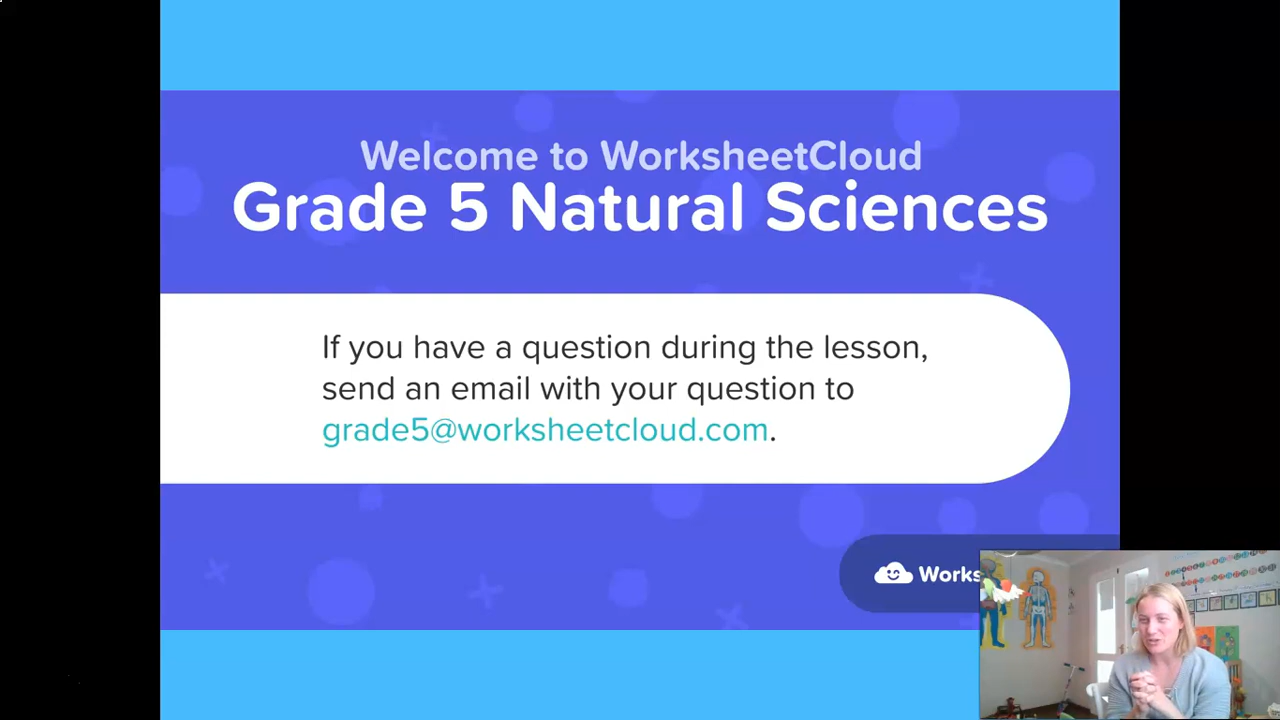 Welcome to WorksheetCloud
Grade 5 Natural Sciences
If you have a question during the lesson,
send an email with your question to
grade5@worksheetcloud.com.
Works